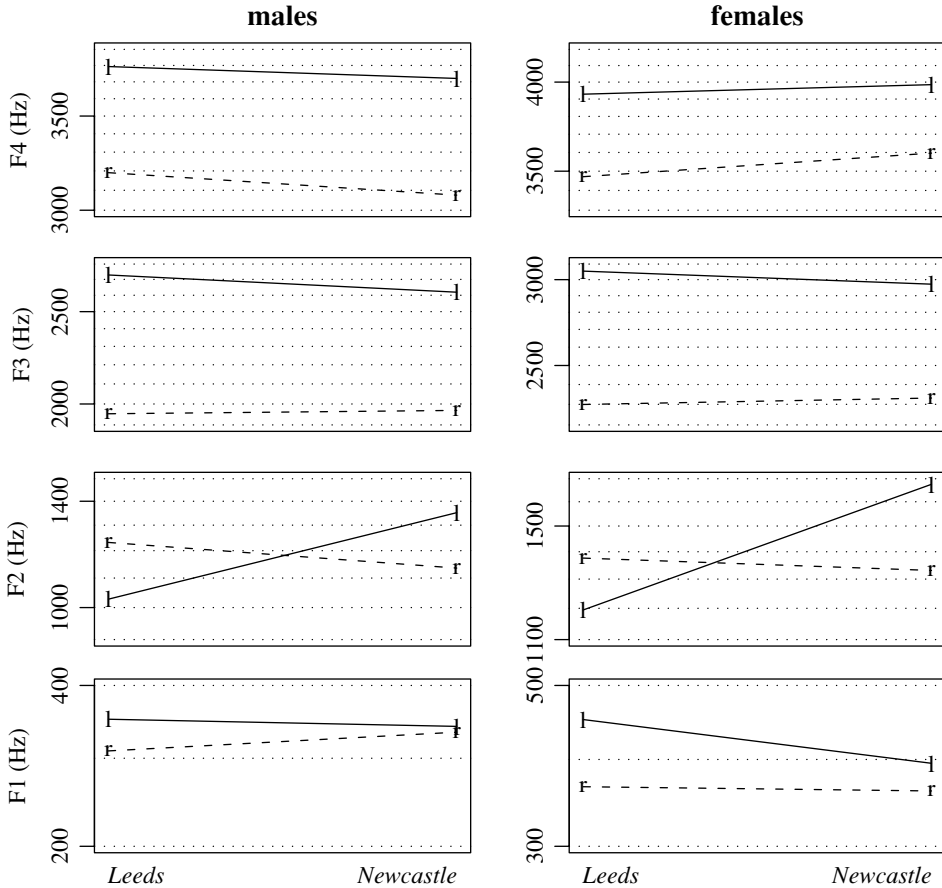 males females
F4 (Hz)
3500
3000
l l
r r
4000
3500
l l
r r
F3 (Hz)
2500
2000
l l
r r
3000
2500
l l
r r
F2 (Hz)
1400
1000
r l
l r
1500
1100
r l
l r
F1 (Hz)
400
200
l l
r r
500
300
l l
r r
Leeds Newcastle Leeds Newcastle